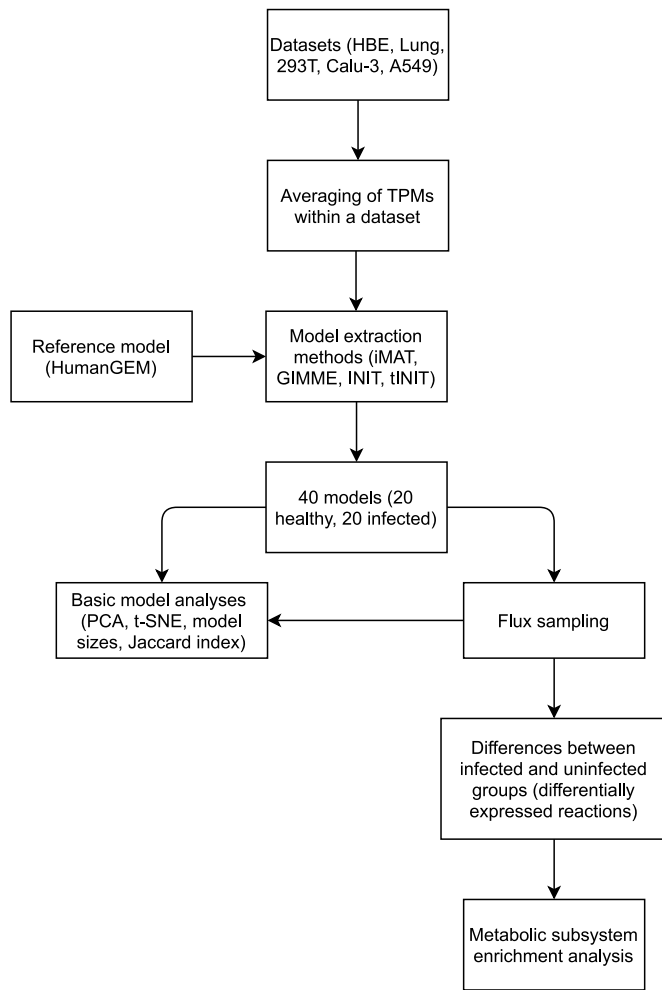 Datasets (HBE, Lung,
293T, Calu-3, A549)
Averaging of TPMs
within a dataset
Reference model
(HumanGEM)
Model extraction
methods (iMAT,
GIMME, INIT, tINIT)
40 models (20
healthy, 20 infected)
Basic model analyses
(PCA, t-SNE, model
sizes, Jaccard index)
Flux sampling
Differences between
infected and uninfected
groups (differentially
expressed reactions)
Metabolic subsystem
enrichment analysis